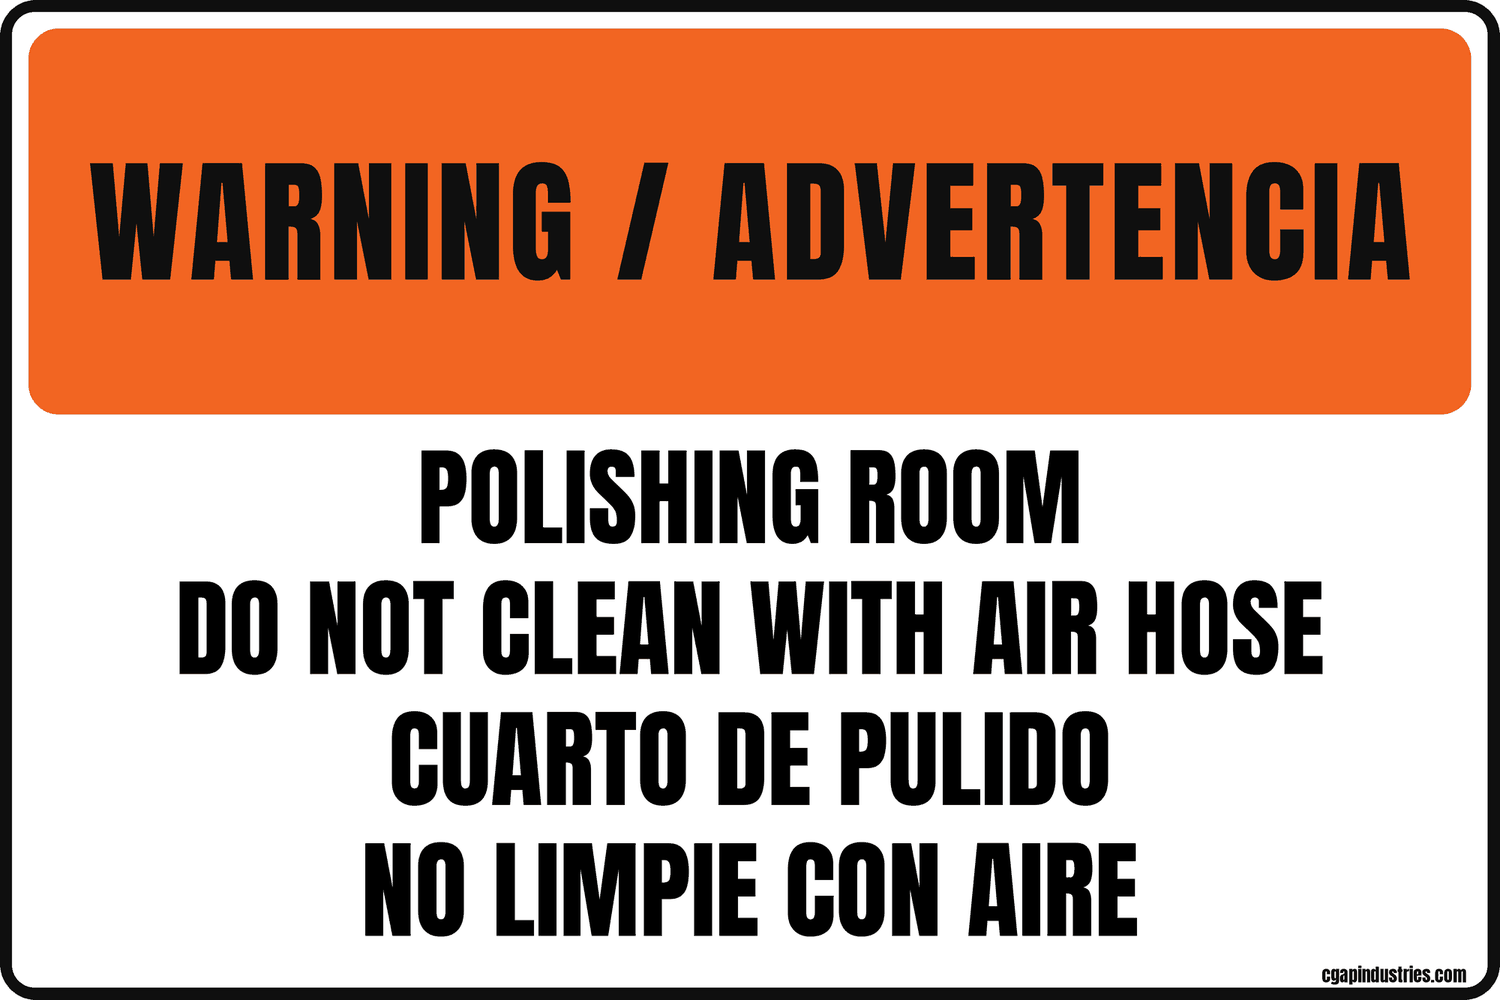 WARNING / ADVERTENCIA
POLISHING ROOM
DO NOT CLEAN WITH AIR HOSE
CUARTO DE PULIDO
NO LIMPIE CON AIRE
cgapindustries.com